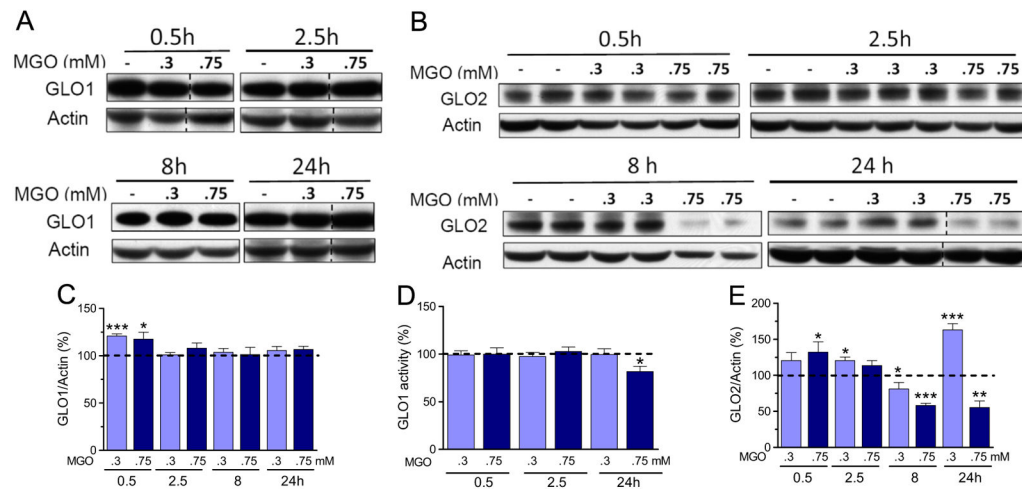 A
0.5h 2.5h
MGO (mM) - .3 .75 - .3 .75
GLO1
Actin
8h 24h
MGO (mM) - .3 .75 - .3 .75
GLO1
Actin
B
0.5h 2.5h
MGO (mM) - - .3 .3 .75 .75 - - .3 .3 .3 .75 .75
GLO2
Actin
8 h 24 h
MGO (mM) - - .3 .3 .75 .75 - - .3 .3 .75 .75
GLO2
Actin
C
GLO1/Actin (%)
150
100
50
0
*** *
MGO .3 .75 .3 .75 .3 .75 .3 .75 mM
0.5 2.5 8 24h
D
GLO1 activity (%)
150
100
50
0
*
MGO .3 .75 .3 .75 .3 .75 mM
0.5 2.5 24h
E
GLO2/Actin (%)
200
150
100
50
0
* * * *** *** **
MGO .3 .75 .3 .75 .3 .75 .3 .75 mM
0.5 2.5 8 24h